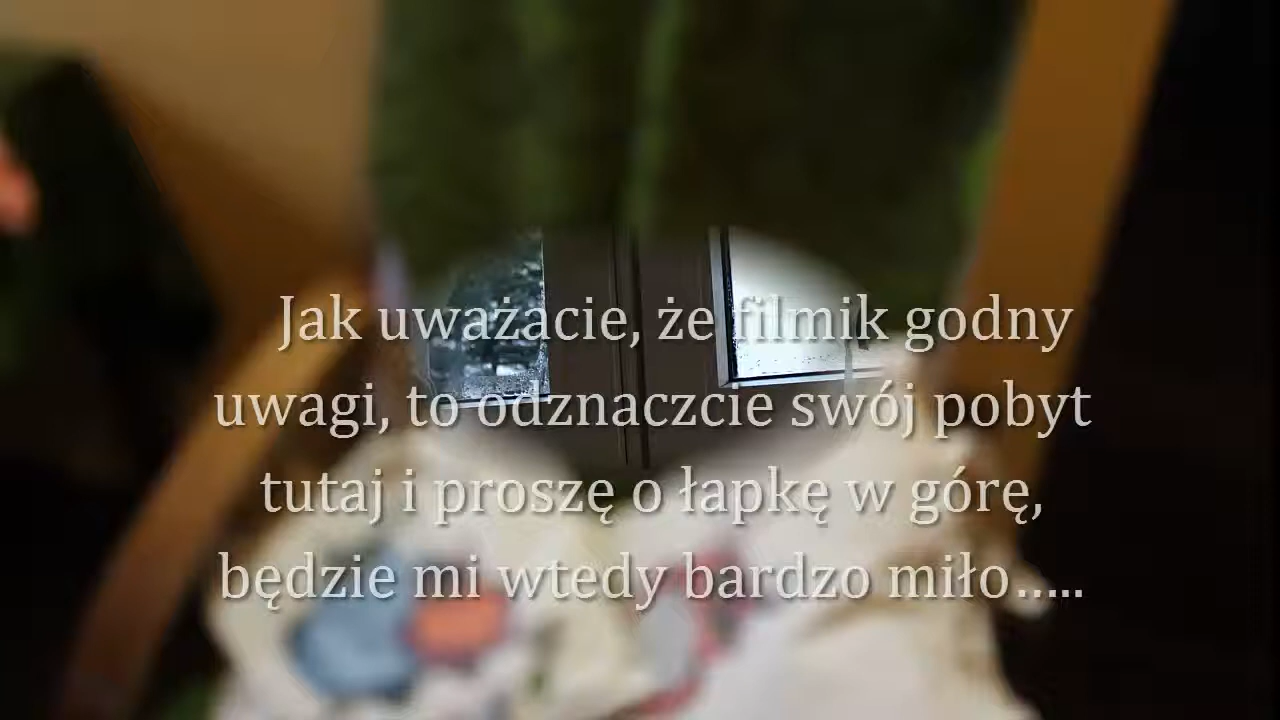 Jak uważacie, że filmik godny
uwagi, to odznaczcie swój pobyt
tutaj i proszę o łapkę w górę,
będzie mi wtedy bardzo miło.....